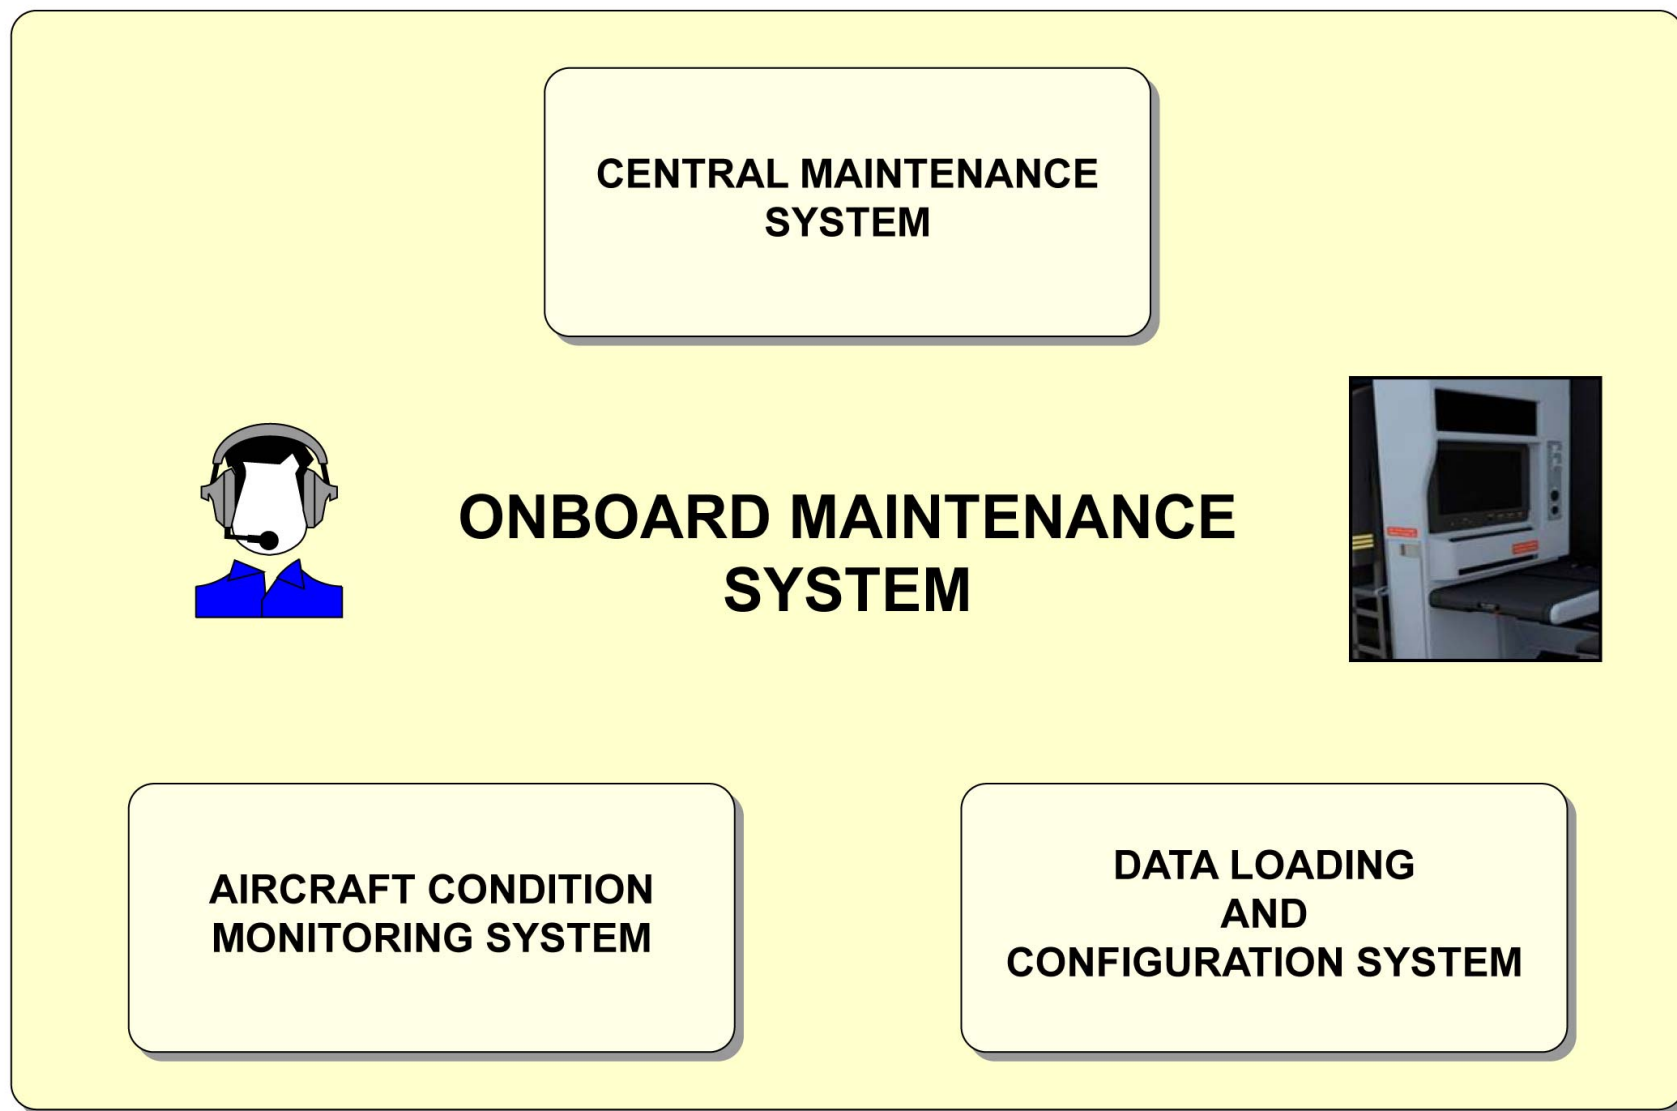 CENTRAL MAINTENANCE
SYSTEM
ONBOARD MAINTENANCE
SYSTEM
AIRCRAFT CONDITION
MONITORING SYSTEM
DATA LOADING
AND
CONFIGURATION SYSTEM